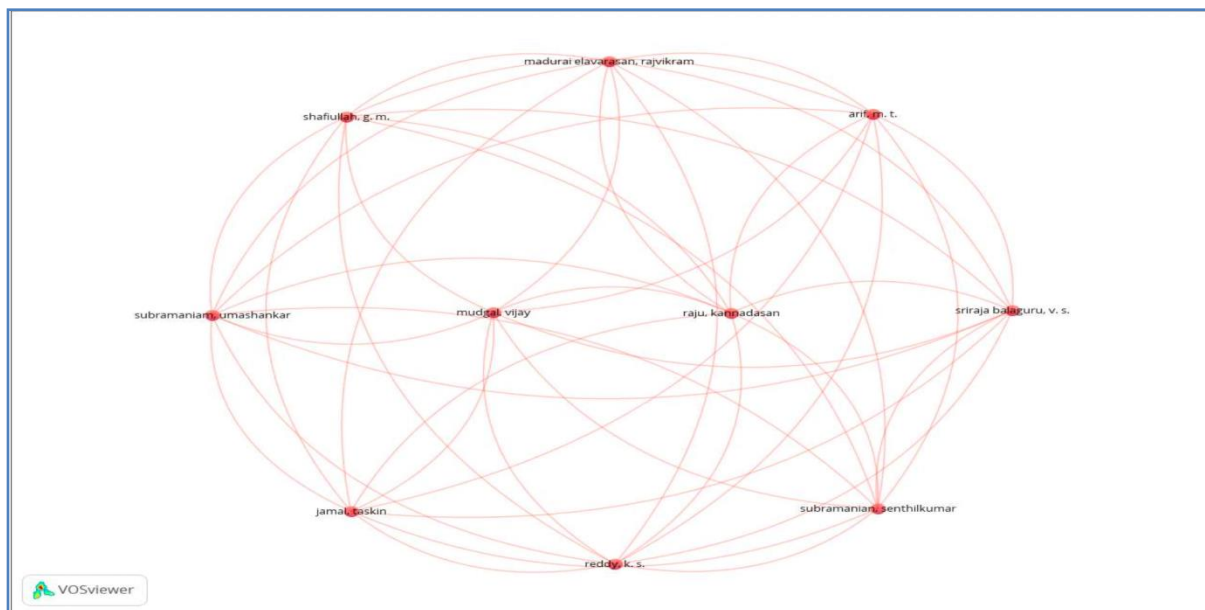 madurai elavarasan, rajvikram
shafiullah, g. m.
arif, m. t.
subramaniam, umashankar
mudgal, vijay
raju, kannadasan
sriraja balaguru, v. s.
jamal, taskin
subramanian, senthilkumar
reddy, k. s.
VOSviewer